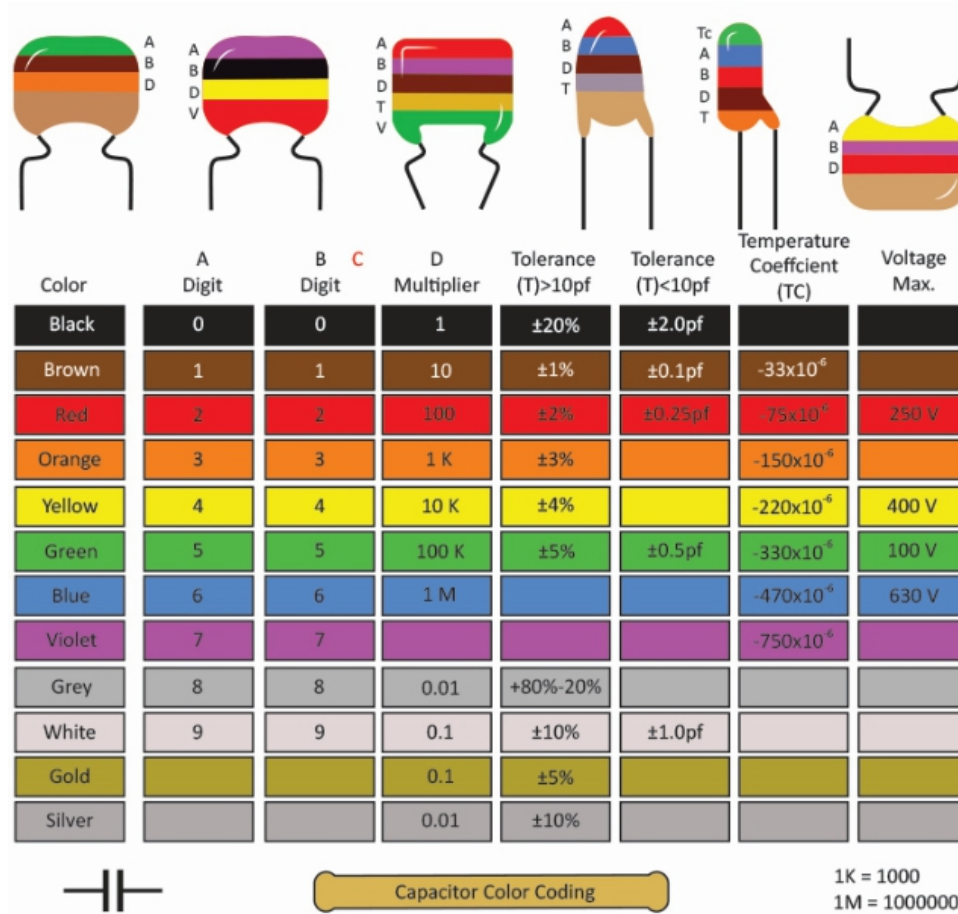 A
B
D
A
B
D
V
A
B
D
T
V
A
B
D
T
Tc
A
B
D
T
A
B
D
Color
A
Digit
B C
Digit
D
Multiplier
Tolerance
(T)>10pf
Tolerance
(T)<10pf
Temperature
Coeffcient
(TC)
Voltage
Max.
Black 0 0 1 ±20% ±2.0pf
Brown 1 1 10 ±1% ±0.1pf -33x10⁻⁶
Red 2 2 100 ±2% ±0.25pf -75x10⁻⁶ 250 V
Orange 3 3 1 K ±3% -150x10⁻⁶
Yellow 4 4 10 K ±4% -220x10⁻⁶ 400 V
Green 5 5 100 K ±5% ±0.5pf -330x10⁻⁶ 100 V
Blue 6 6 1 M -470x10⁻⁶ 630 V
Violet 7 7 -750x10⁻⁶
Grey 8 8 0.01 +80%-20%
White 9 9 0.1 ±10% ±1.0pf
Gold 0.1 ±5%
Silver 0.01 ±10%
Capacitor Color Coding
1K = 1000
1M = 1000000